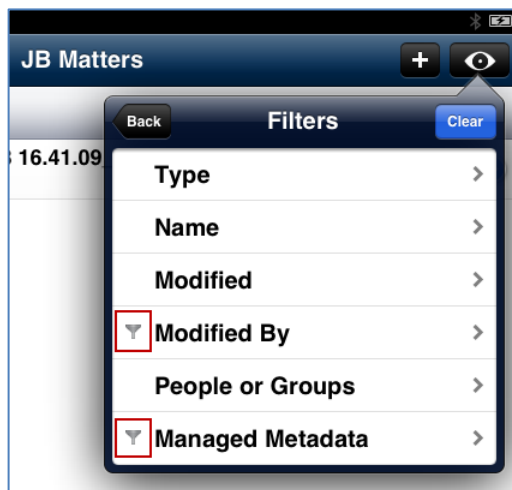 JB Matters
+
Back Filters Clear
16.41.09
Type
Name
Modified
Modified By
People or Groups
Managed Metadata